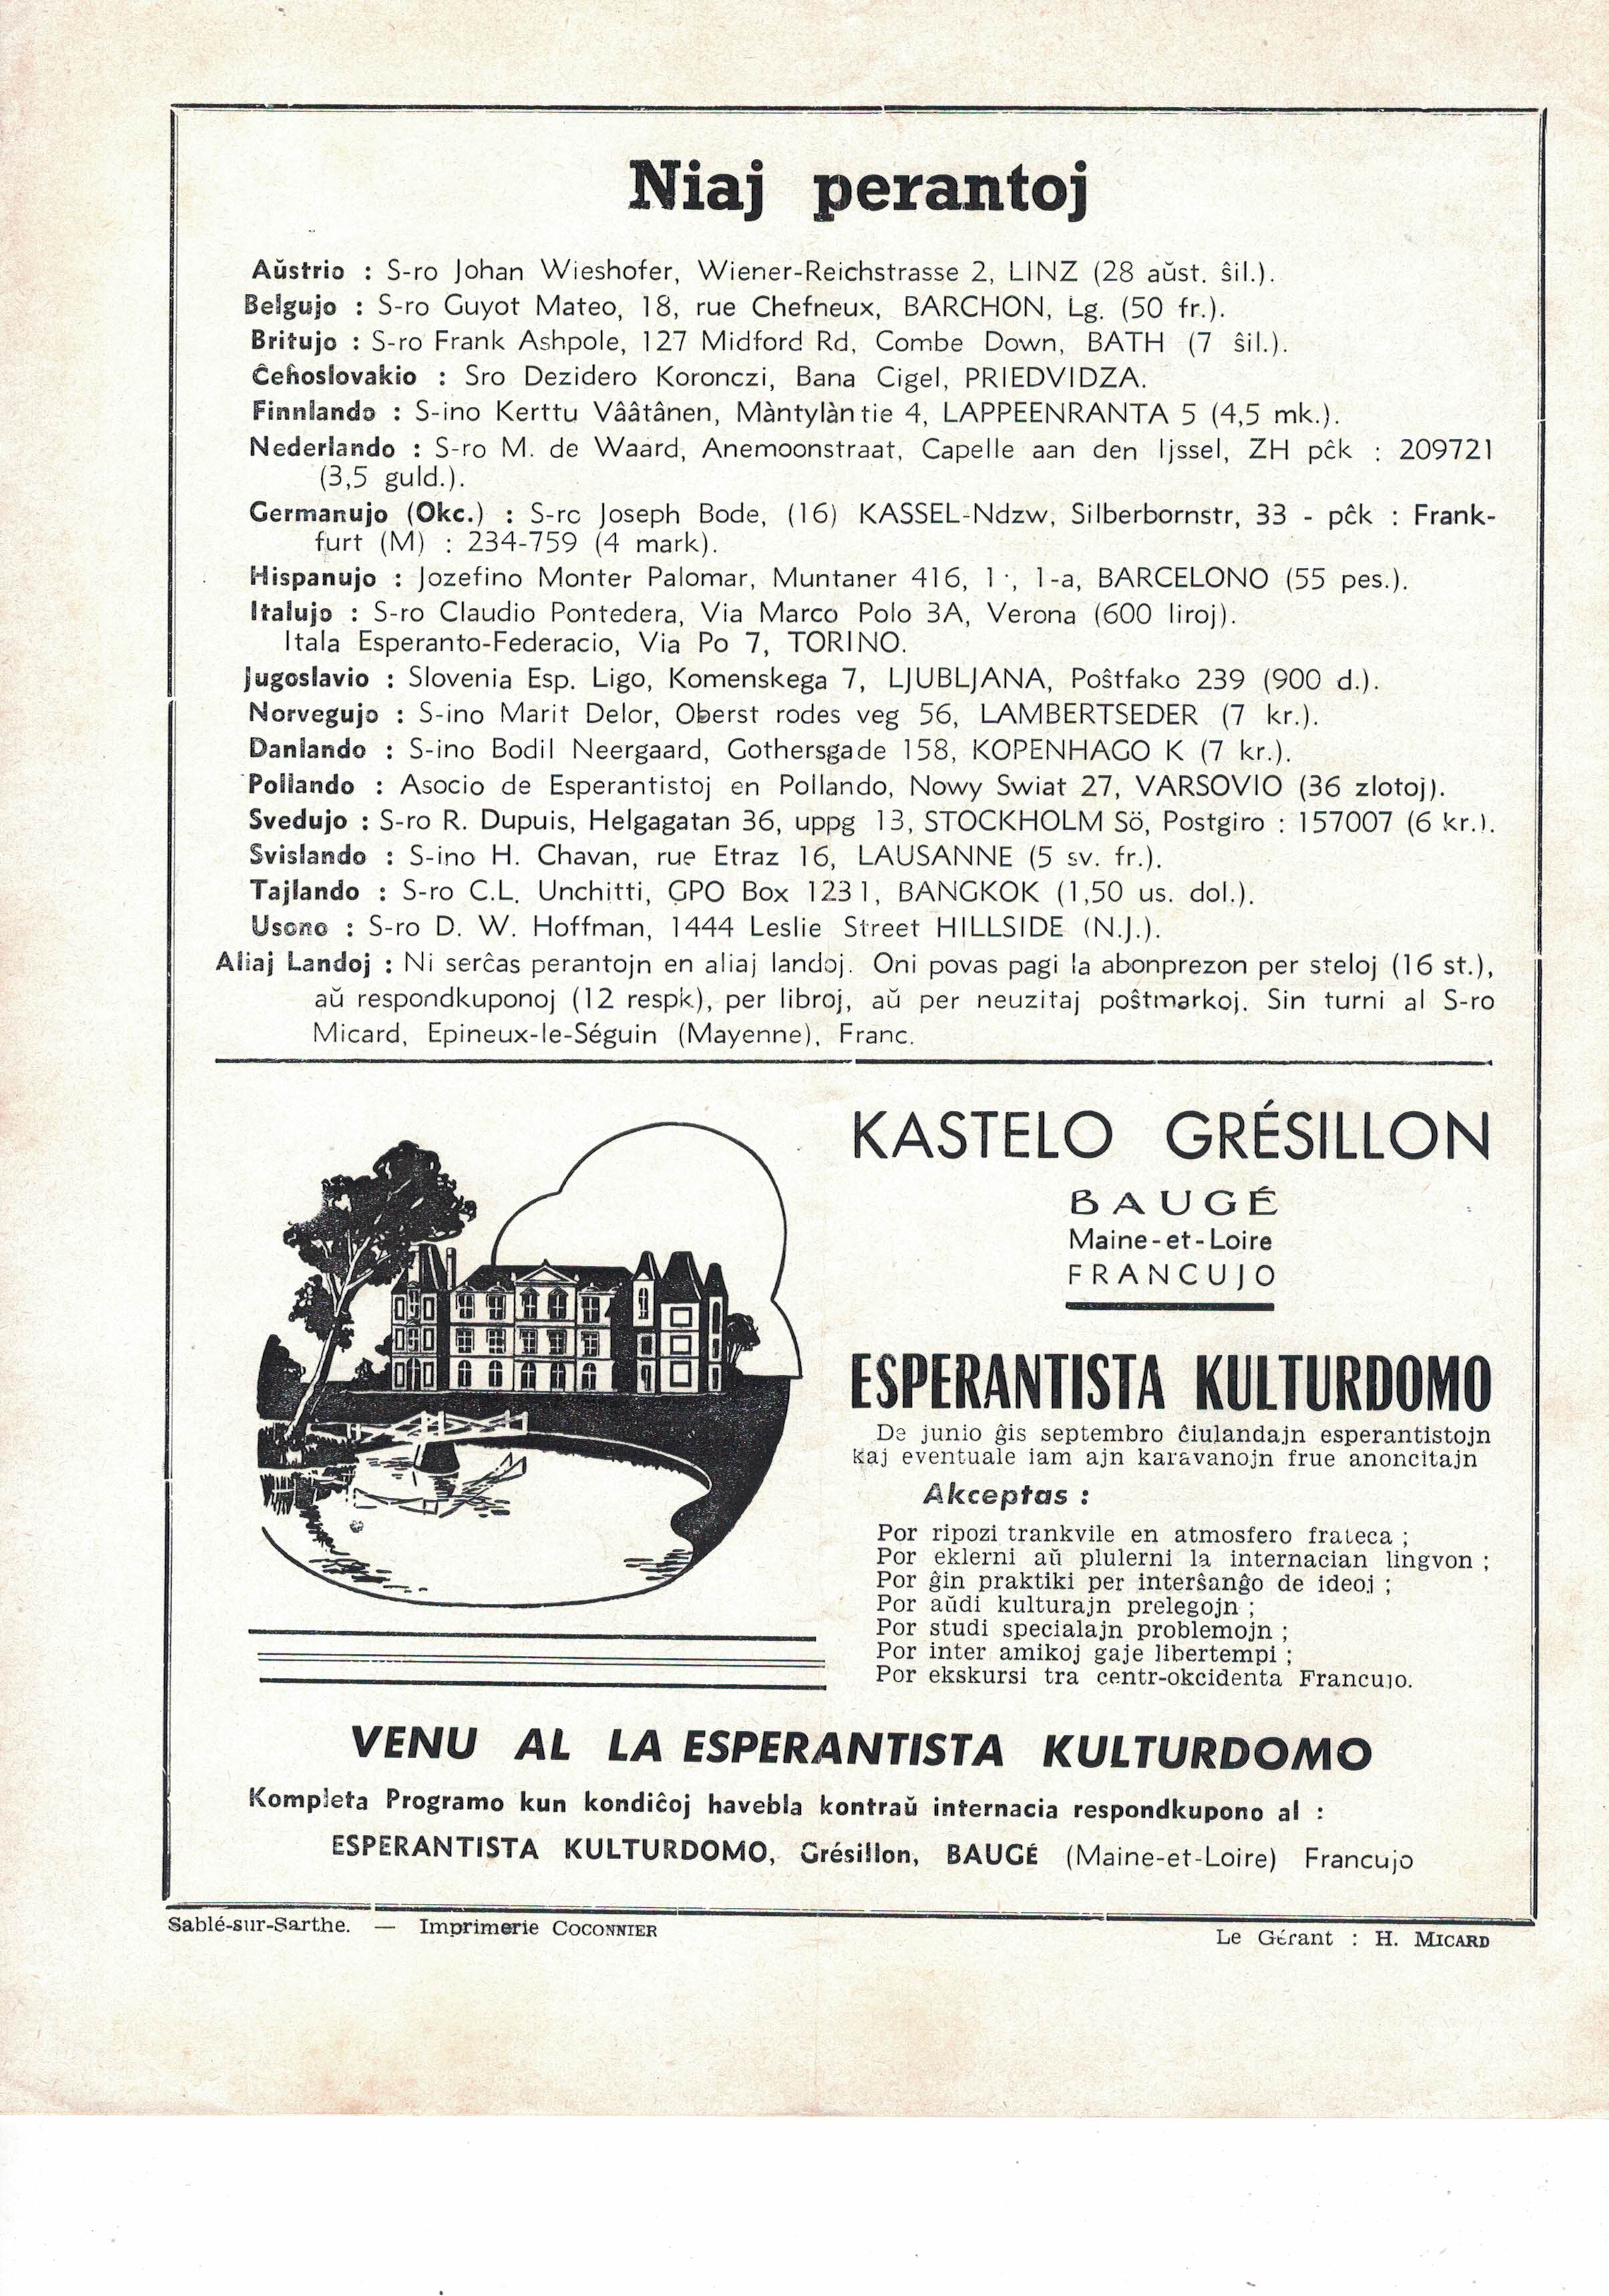 Niaj perantoj
Aŭstrio : S-ro Johan Wieshofer, Wiener-Reichstrasse 2, LINZ (28 aŭst. ŝil.).
Belgujo : S-ro Guyot Mateo, 18, rue Chefneux, BARCHON, Lg. (50 fr.).
Britujo : S-ro Frank Ashpole, 127 Midford Rd, Combe Down, BATH (7 ŝil.).
Ĉeĥoslovakio : Sro Dezidero Koronczi, Bana Cigel, PRIEDVIDZA.
Finnlando : S-ino Kerttu Vââtânen, Màntylàntie 4, LAPPEENRANTA 5 (4,5 mk.).
Nederlando : S-ro M. de Waard, Anemoonstraat, Capelle aan den Ijssel, ZH pĉk : 209721
(3,5 guld.).
Germanujo (Okc.) : S-ro Joseph Bode, (16) KASSEL-Ndzw, Silberbornstr, 33 - pĉk : Frank-
furt (M) : 234-759 (4 mark).
Hispanujo : Jozefino Monter Palomar, Muntaner 416, 1·, 1-a, BARCELONO (55 pes.).
Italujo : S-ro Claudio Pontedera, Via Marco Polo 3A, Verona (600 liroj).
Itala Esperanto-Federacio, Via Po 7, TORINO.
Jugoslavio : Slovenia Esp. Ligo, Komenskega 7, LJUBLJANA, Poŝtfako 239 (900 d.).
Norvegujo : S-ino Marit Delor, Oberst rodes veg 56, LAMBERTSEDER (7 kr.).
Danlando : S-ino Bodil Neergaard, Gothersgade 158, KOPENHAGO K (7 kr.).
Pollando : Asocio de Esperantistoj en Pollando, Nowy Swiat 27, VARSOVIO (36 zlotoj).
Svedujo : S-ro R. Dupuis, Helgagatan 36, uppg 13, STOCKHOLM Sö, Postgiro : 157007 (6 kr.).
Svislando : S-ino H. Chavan, rue Etraz 16, LAUSANNE (5 sv. fr.).
Tajlando : S-ro C.L. Unchitti, GPO Box 1231, BANGKOK (1,50 us. dol.).
Usono : S-ro D. W. Hoffman, 1444 Leslie Street HILLSIDE (N.J.).
Aliaj Landoj : Ni serĉas perantojn en aliaj landoj. Oni povas pagi la abonprezon per steloj (16 st.),
aŭ respondkuponoj (12 respk), per libroj, aŭ per neuzitaj poŝtmarkoj. Sin turni al S-ro
Micard, Epineux-le-Séguin (Mayenne), Franc.
KASTELO GRÉSILLON
BAUGÉ
Maine-et-Loire
FRANCUJO
ESPERANTISTA KULTURDOMO
De junio ĝis septembro ĉiulandajn esperantistojn
kaj eventuale iam ajn karavanojn frue anoncitajn
Akceptas :
Por ripozi trankvile en atmosfero frateca ;
Por eklerni aŭ plulerni la internacian lingvon ;
Por ĝin praktiki per interŝanĝo de ideoj ;
Por aŭdi kulturajn prelegojn ;
Por studi specialajn problemojn ;
Por inter amikoj gaje libertempi ;
Por ekskursi tra centr-okcidenta Francujo.
VENU AL LA ESPERANTISTA KULTURDOMO
Kompleta Programo kun kondiĉoj havebla kontraŭ internacia respondkupono al :
ESPERANTISTA KULTURDOMO, Grésillon, BAUGÉ (Maine-et-Loire) Francujo
Sablé-sur-Sarthe. — Imprimerie COCONNIER
Le Gérant : H. MICARD